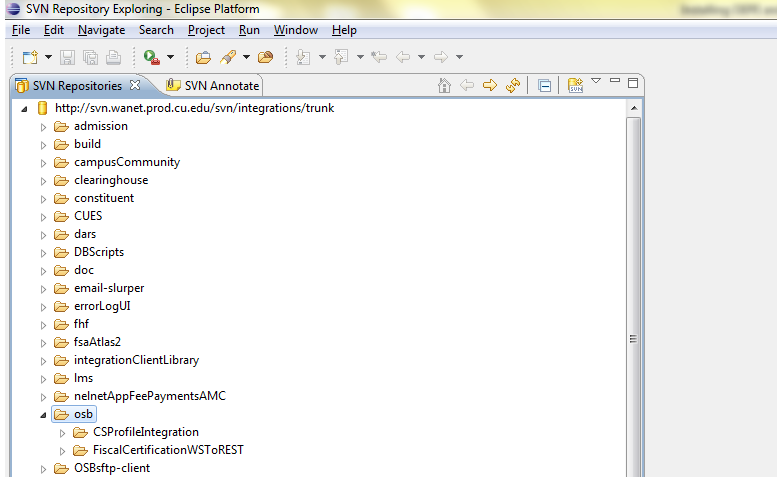 SVN Repository Exploring - Eclipse Platform
File Edit Navigate Search Project Run Window Help
SVN Repositories SVN Annotate
http://svn.wanet.prod.cu.edu/svn/integrations/trunk
admission
build
campusCommunity
clearinghouse
constituent
CUES
dars
DBScripts
doc
email-slurper
errorLogUI
fhf
fsaAtlas2
integrationClientLibrary
lms
nelnetAppFeePaymentsAMC
osb
CSProfileIntegration
FiscalCertificationWSToREST
OSBsftp-client